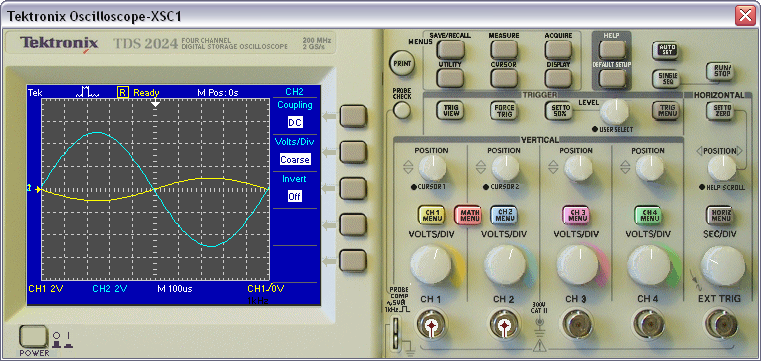 Tektronix Oscilloscope-XSC1
Tektronix TDS 2024 FOUR CHANNEL DIGITAL STORAGE OSCILLOSCOPE 200 MHz 2 GS/s
Tek R Ready M Pos: 0s CH2
Coupling
DC
Volts/Div
Coarse
Invert
Off
CH1 2V CH2 2V M 100us CH1/0V
1kHz
POWER
MENUS
SAVE/RECALL MEASURE ACQUIRE
UTILITY CURSOR DISPLAY
HELP
DEFAULT SETUP
AUTO SET
SINGLE SEQ
RUN/STOP
PRINT
PROBE CHECK
TRIGGER
TRIG VIEW
FORCE TRIG
SET TO 50%
LEVEL
USER SELECT
TRIG MENU
HORIZONTAL
SET TO ZERO
VERTICAL
POSITION POSITION POSITION POSITION POSITION
CURSOR 1 CURSOR 2 HELP SCROLL
CH 1 MENU
MATH MENU
CH 2 MENU
CH 3 MENU
CH 4 MENU
HORIZ MENU
VOLTS/DIV VOLTS/DIV VOLTS/DIV VOLTS/DIV SEC/DIV
PROBE COMP
~5V
1kHz
CH 1 CH 2 CH 3 CH 4 EXT TRIG
300V
CAT II